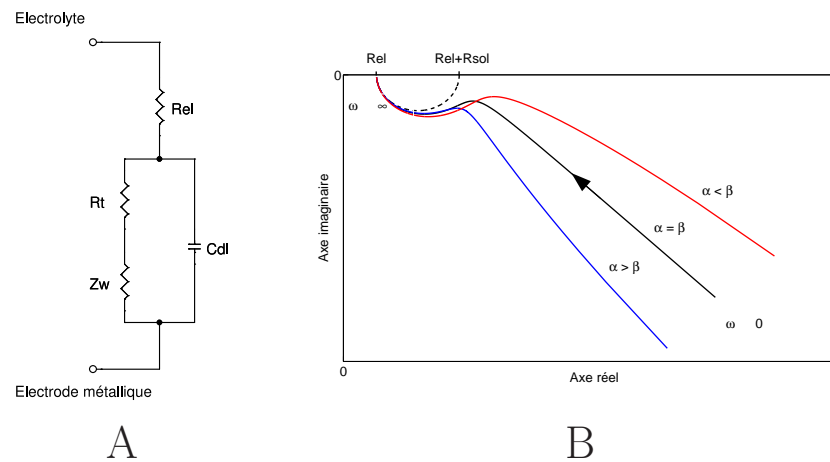 Electrolyte
Rel
Rt
Cdl
Zw
Electrode métallique
A
Rel
Rel+Rsol
0
ω ∞
Axe imaginaire
α < β
α = β
α > β
ω 0
0
Axe réel
B